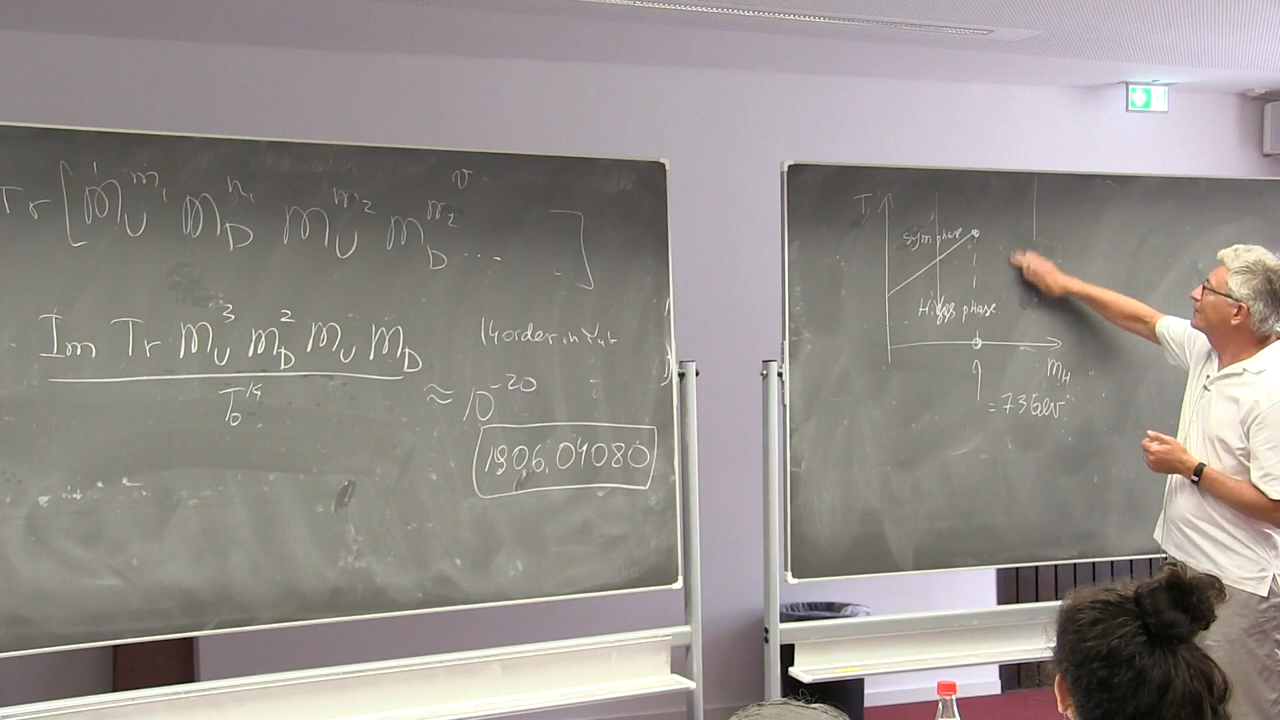 Tr [ M_U^{m_1} M_D^{n_1} M_U^{m_2} M_D^{n_2} ... ]
Im Tr M_U^3 M_D^2 M_U M_D
14 order in
T_0^{14}
≈ 10^{-20}
1906.04080
T
Sym. phase
Higgs phase
m_H
= 73 GeV